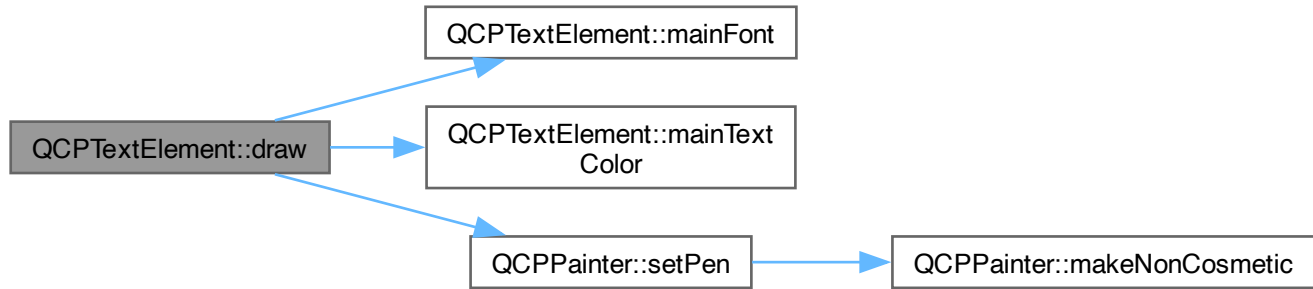 QCPTextElement::mainFont
QCPTextElement::draw
QCPTextElement::mainText
Color
QCPPainter::setPen
QCPPainter::makeNonCosmetic